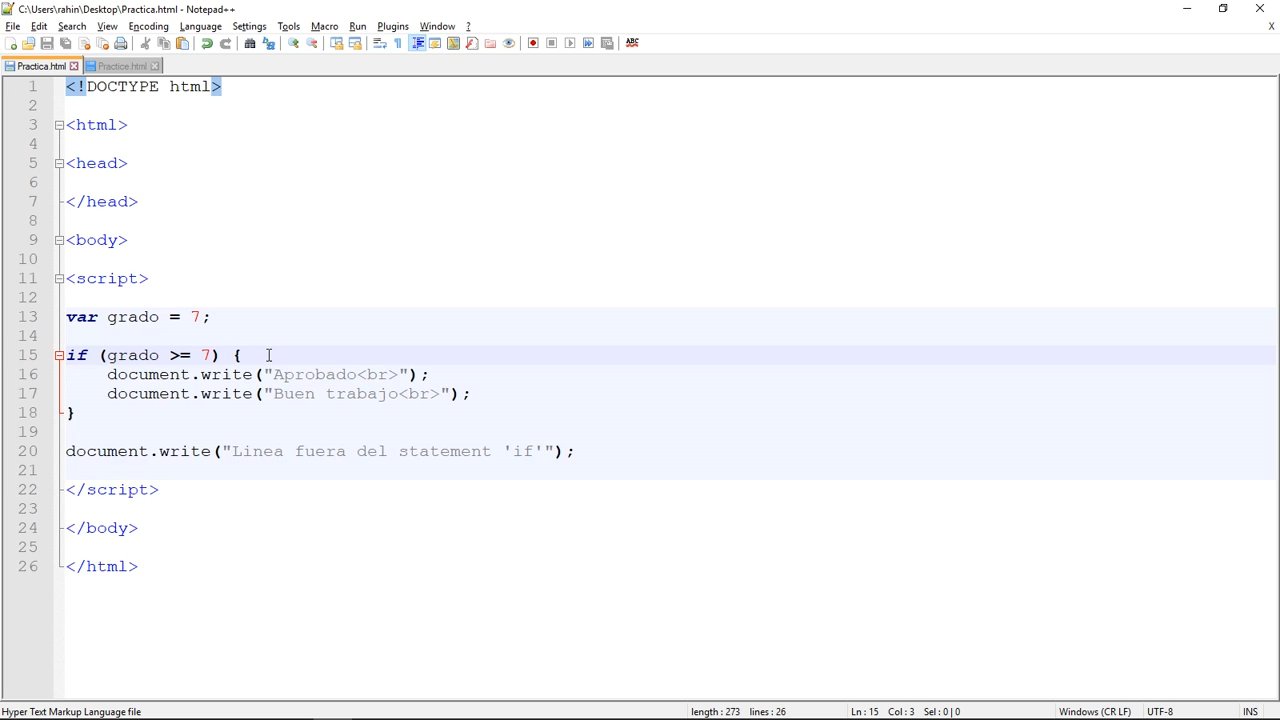 C:\Users\rahin\Desktop\Practica.html - Notepad++
File Edit Search View Encoding Language Settings Tools Macro Run Plugins Window ?
X
ABC
Practica.html Practice.html
1 <!DOCTYPE html>
2
3 <html>
4
5 <head>
6
7 </head>
8
9 <body>
10
11 <script>
12
13 var grado = 7;
14
15 if (grado >= 7) {
16 document.write("Aprobado<br>");
17 document.write("Buen trabajo<br>");
18 }
19
20 document.write("Linea fuera del statement 'if'");
21
22 </script>
23
24 </body>
25
26 </html>
Hyper Text Markup Language file length : 273 lines : 26 Ln : 15 Col : 3 Sel : 0 | 0 Windows (CR LF) UTF-8 INS